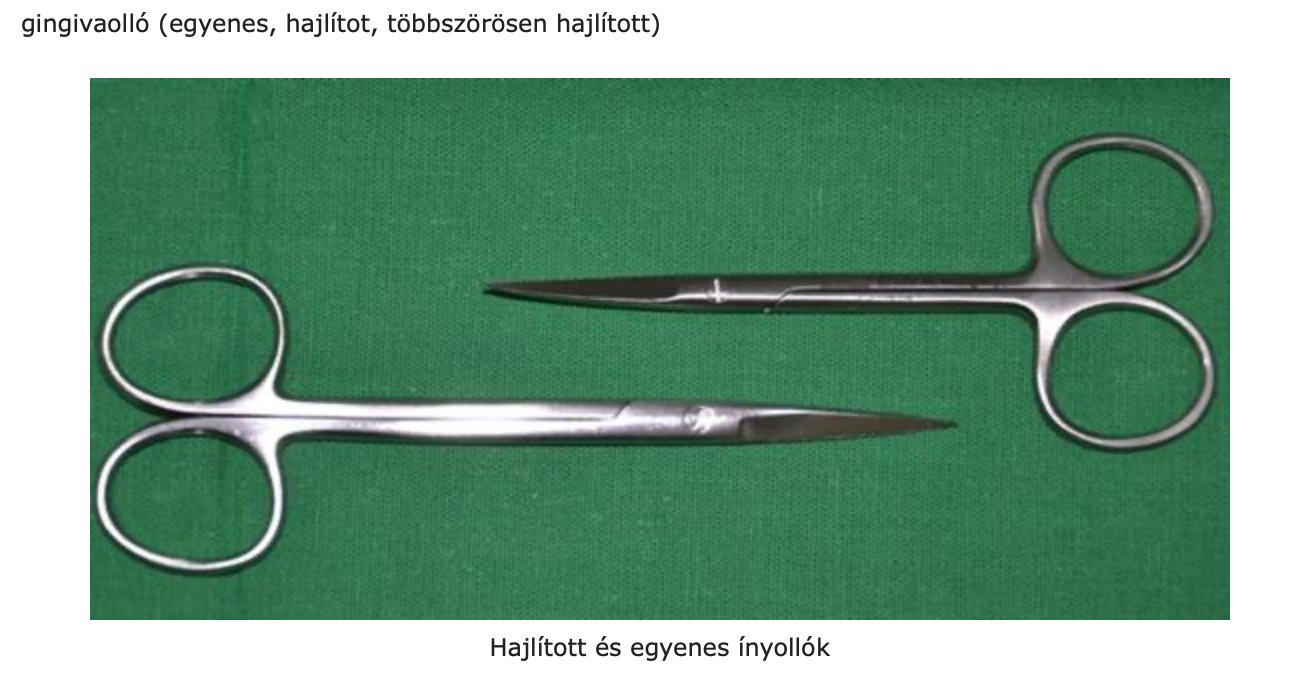 gingivaolló (egyenes, hajlítot, többszörösen hajlított)
Hajlított és egyenes ínyollók